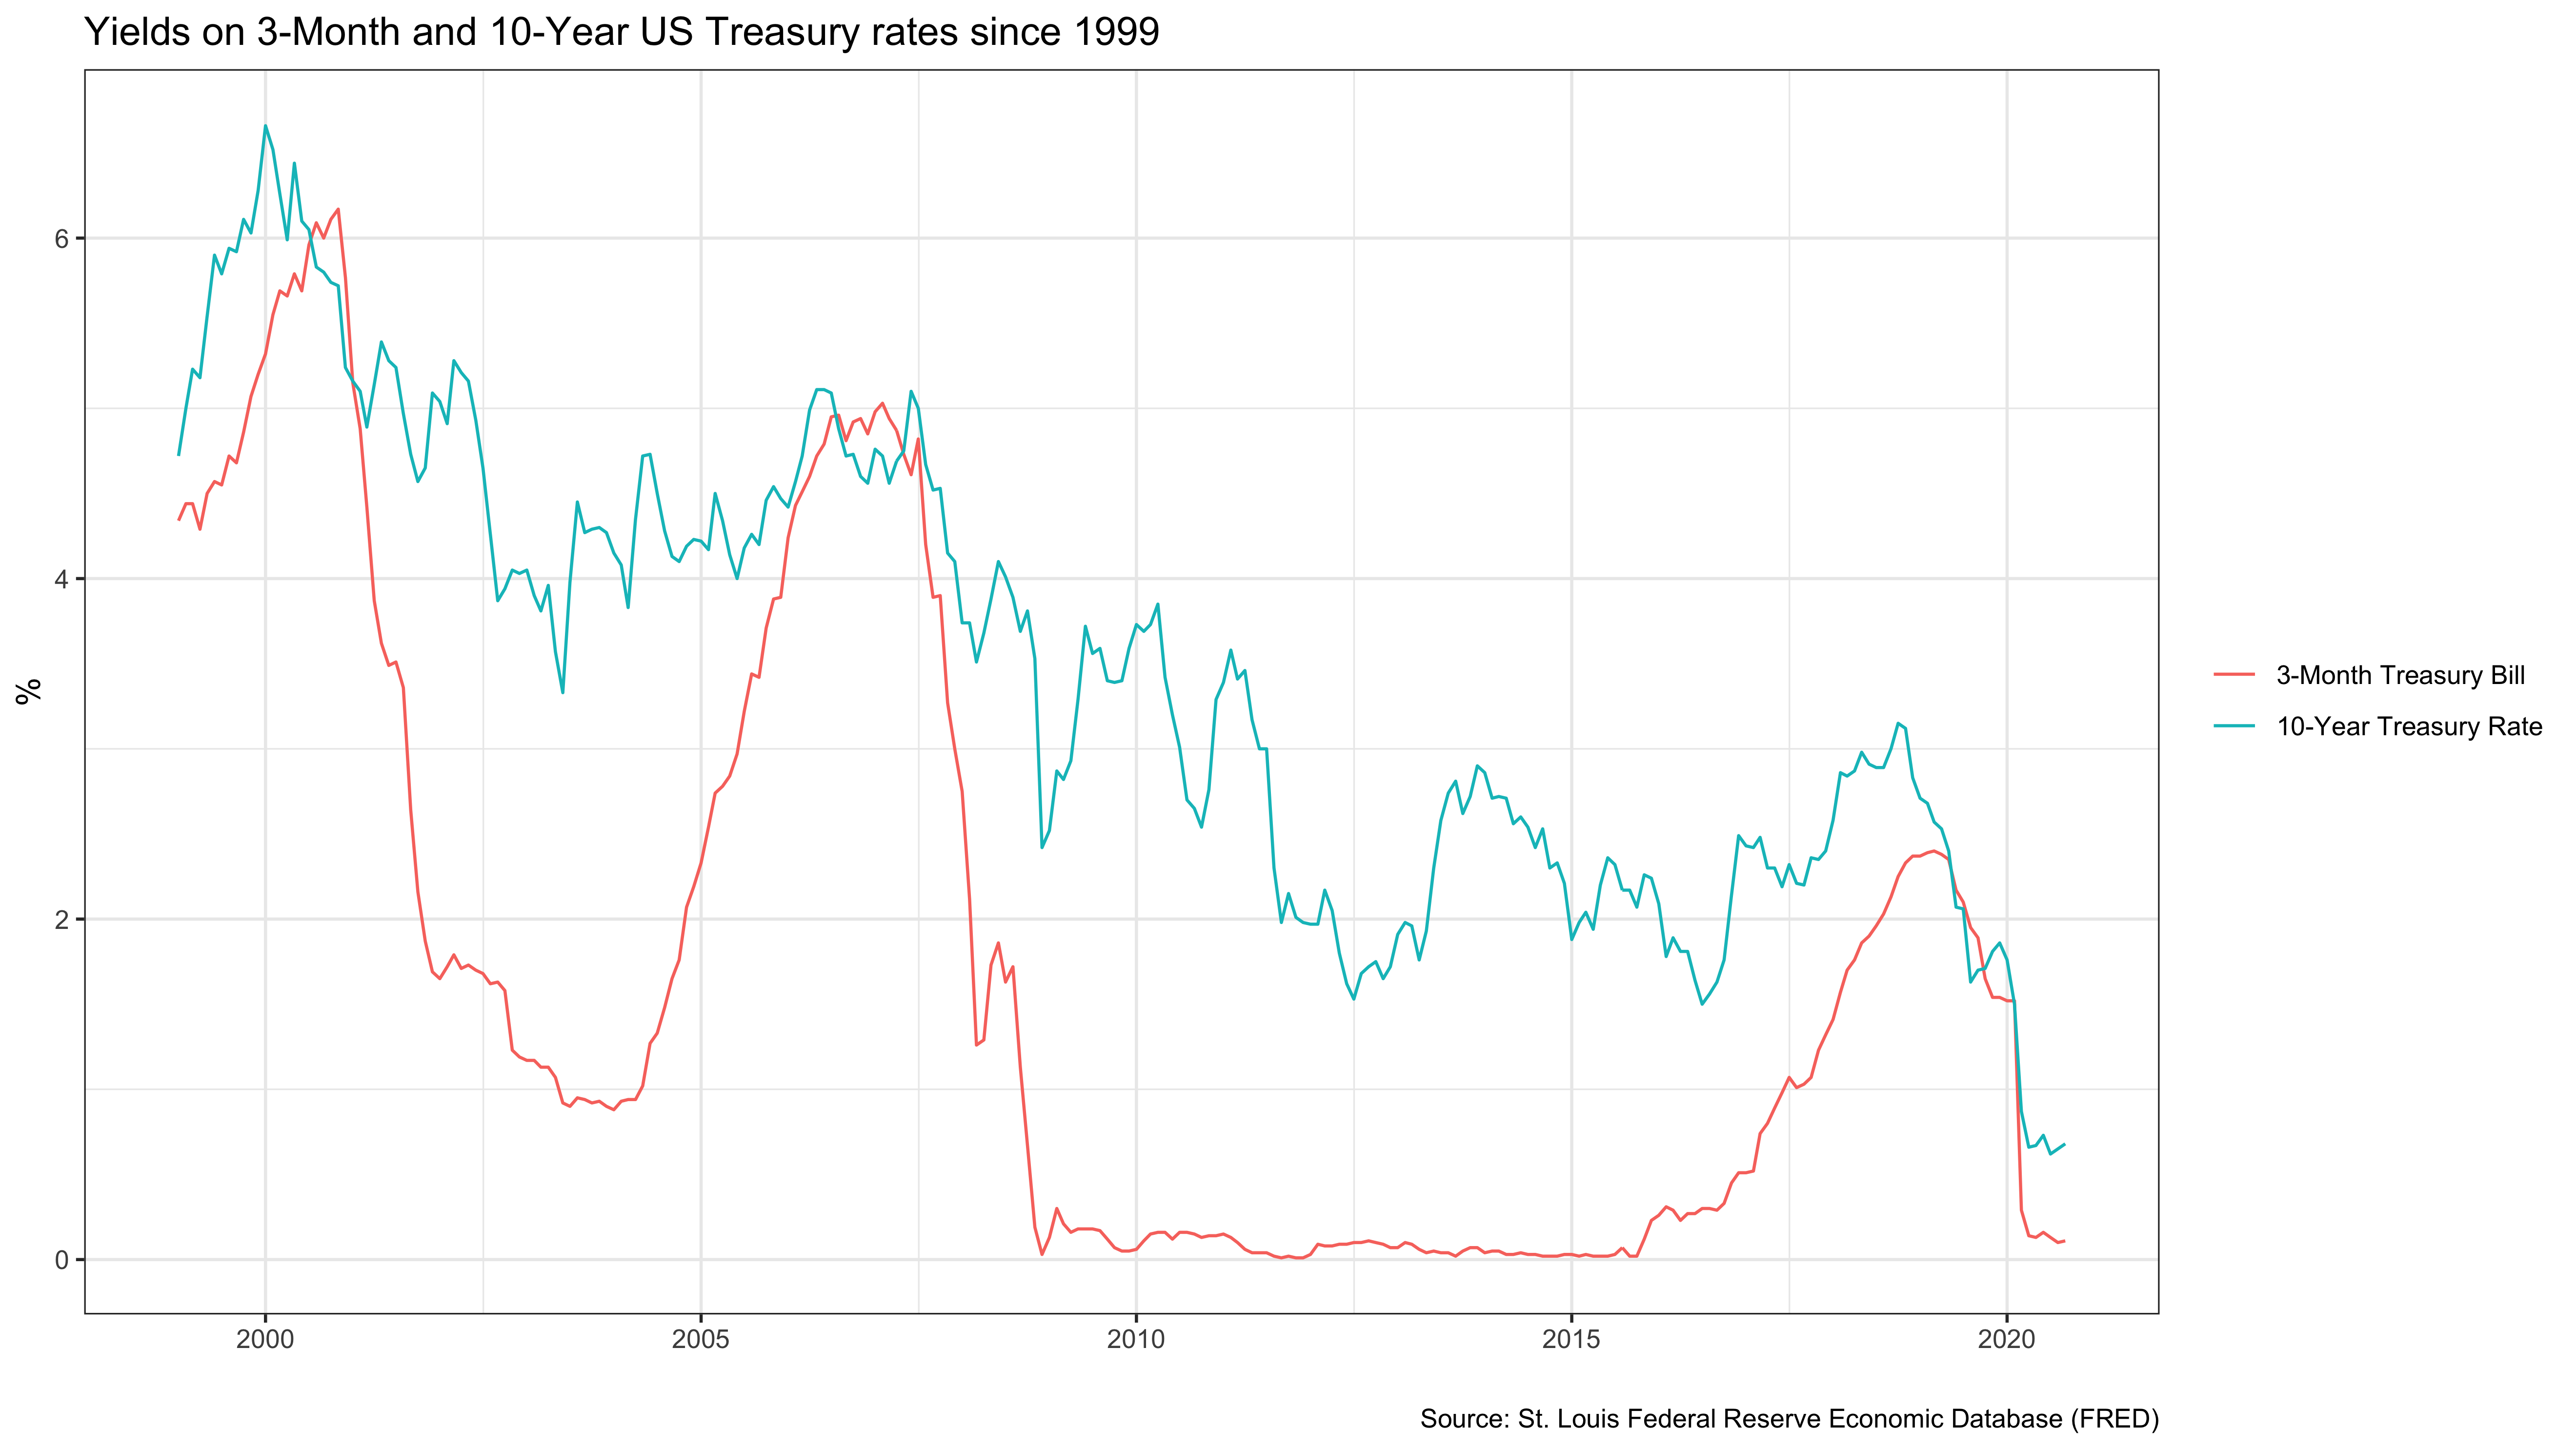 Yields on 3-Month and 10-Year US Treasury rates since 1999
6
4
2
0
%
2000 2005 2010 2015 2020
3-Month Treasury Bill
10-Year Treasury Rate
Source: St. Louis Federal Reserve Economic Database (FRED)